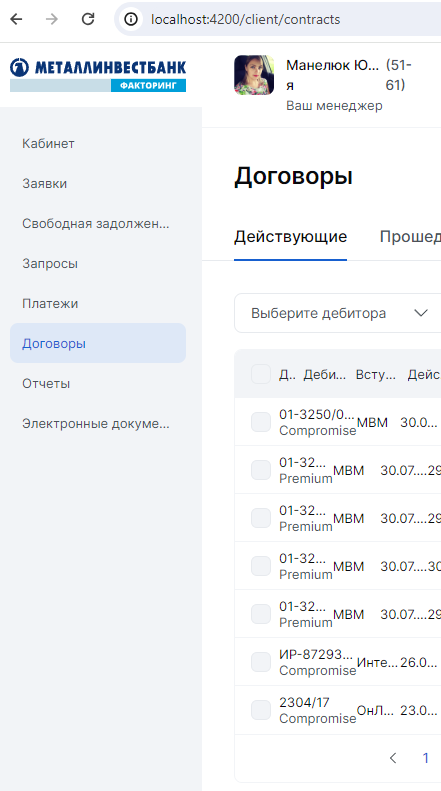 localhost:4200/client/contracts
МЕТАЛЛИНВЕСТБАНК
ФАКТОРИНГ
Манелюк Ю... (51-
я 61)
Ваш менеджер
Кабинет
Заявки
Свободная задолжен...
Запросы
Платежи
Договоры
Отчеты
Электронные докуме...
Договоры
Действующие Прошед
Выберите дебитора
Д.. Деби... Всту... Дейс
01-3250/0... МВМ 30.0...
Compromise
01-32... МВМ 30.07....29
Premium
01-32... МВМ 30.07....29
Premium
01-32... МВМ 30.07....30
Premium
01-32... МВМ 30.07....29
Premium
ИР-87293... Инте... 26.0...
Compromise
2304/17 ОнЛ... 23.0...
Compromise
1